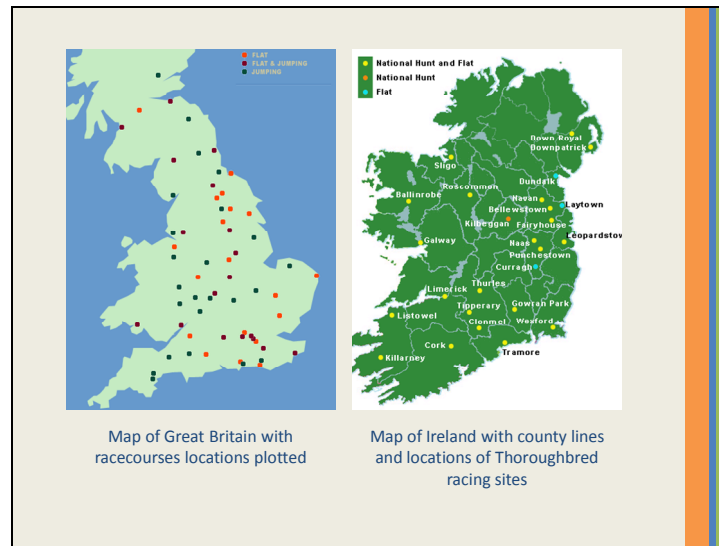 FLAT
FLAT & JUMPING
JUMPING
Map of Great Britain with
racecourses locations plotted
National Hunt and Flat
National Hunt
Flat
Down Royal
Downpatrick
Sligo
Dundalk
Roscommon
Ballinrobe
Navan
Laytown
Bellewstown
Kilbeggan
Fairyhouse
Leopardstow
Galway
Naas
Punchestown
Curragh
Thurles
Limerick
Gowran Park
Tipperary
Listowel
Clonmel
Wexford
Cork
Tramore
Killarney
Map of Ireland with county lines
and locations of Thoroughbred
racing sites